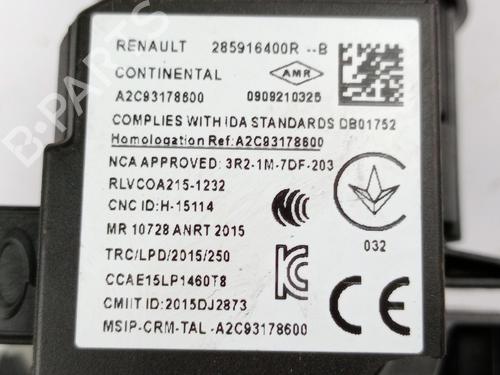 RENAULT 285916400R --B
CONTINENTAL AMR
A2C93178600 0909210325
COMPLIES WITH IDA STANDARDS DB01752
Homologation Ref:A2C93178600
NCA APPROVED: 3R2-1M-7DF-203
RLVCOA215-1232
CNC ID:H-15114
MR 10728 ANRT 2015
032
TRC/LPD/2015/250
CCAE15LP1460T8
CMIIT ID:2015DJ2873
CE
MSIP-CRM-TAL-A2C93178600
B-PARTS